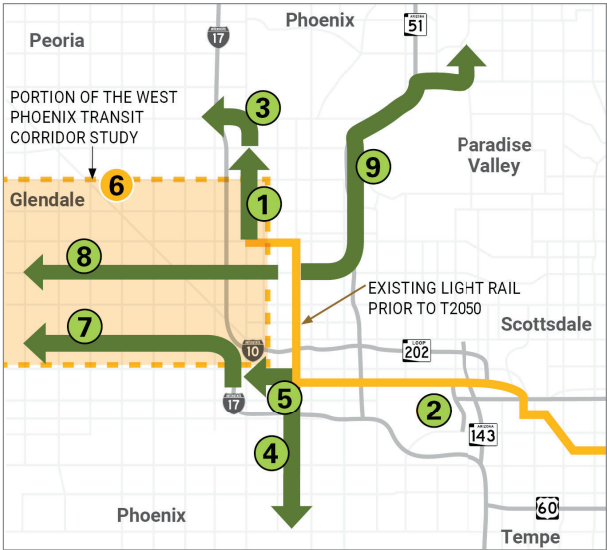 Phoenix
ARIZONA
51
Peoria
17
PORTION OF THE WEST
PHOENIX TRANSIT
CORRIDOR STUDY
3
Paradise
Valley
9
6
Glendale
1
8
EXISTING LIGHT RAIL
PRIOR TO T2050
7
Scottsdale
10
LOOP
202
5
17
2
ARIZONA
143
4
60
Phoenix
Tempe